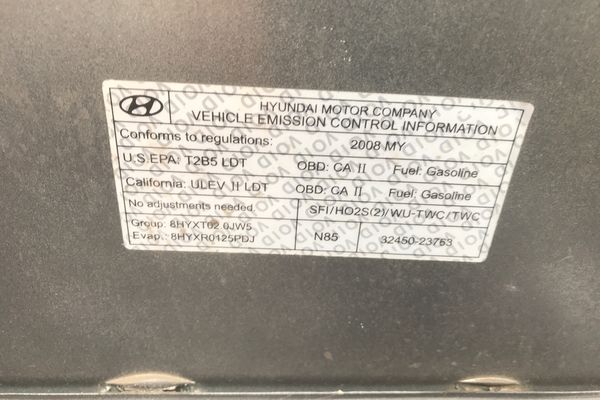 HYUNDAI MOTOR COMPANY
VEHICLE EMISSION CONTROL INFORMATION
Conforms to regulations: 2008 MY
U.S.EPA: T2B5 LDT OBD: CA II Fuel: Gasoline
California: ULEV II LDT OBD: CA II Fuel: Gasoline
No adjustments needed. SFI/HO2S(2)/WU-TWC/TWC
Group: 8HYXT02.0JW5
Evap.: 8HYXR0125PDJ N85 32450-23753